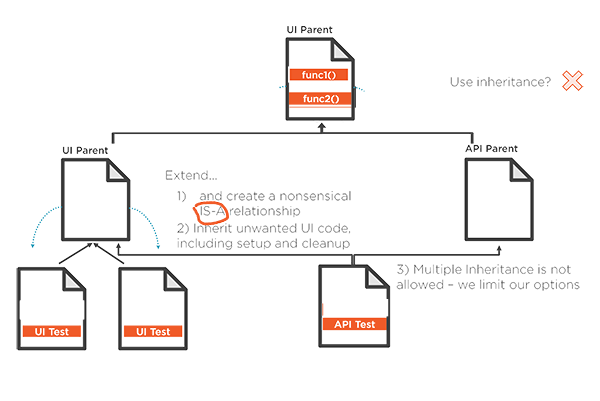 UI Parent
func1()
func2()
Use inheritance?
UI Parent
API Parent
Extend...
1) and create a nonsensical
IS-A relationship
2) Inherit unwanted UI code,
including setup and cleanup
3) Multiple Inheritance is not
allowed – we limit our options
UI Test
UI Test
API Test